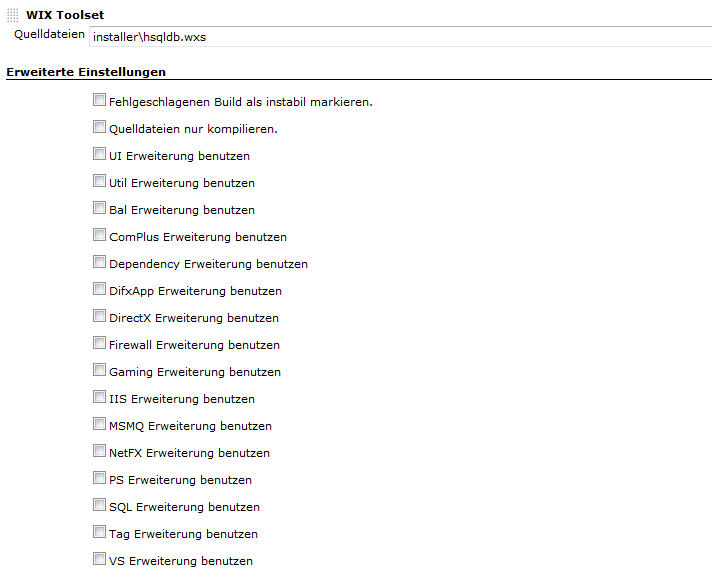 WIX Toolset
Quelldateien installer\hsqldb.wxs
Erweiterte Einstellungen
Fehlgeschlagenen Build als instabil markieren.
Quelldateien nur kompilieren.
UI Erweiterung benutzen
Util Erweiterung benutzen
Bal Erweiterung benutzen
ComPlus Erweiterung benutzen
Dependency Erweiterung benutzen
DifxApp Erweiterung benutzen
DirectX Erweiterung benutzen
Firewall Erweiterung benutzen
Gaming Erweiterung benutzen
IIS Erweiterung benutzen
MSMQ Erweiterung benutzen
NetFX Erweiterung benutzen
PS Erweiterung benutzen
SQL Erweiterung benutzen
Tag Erweiterung benutzen
VS Erweiterung benutzen